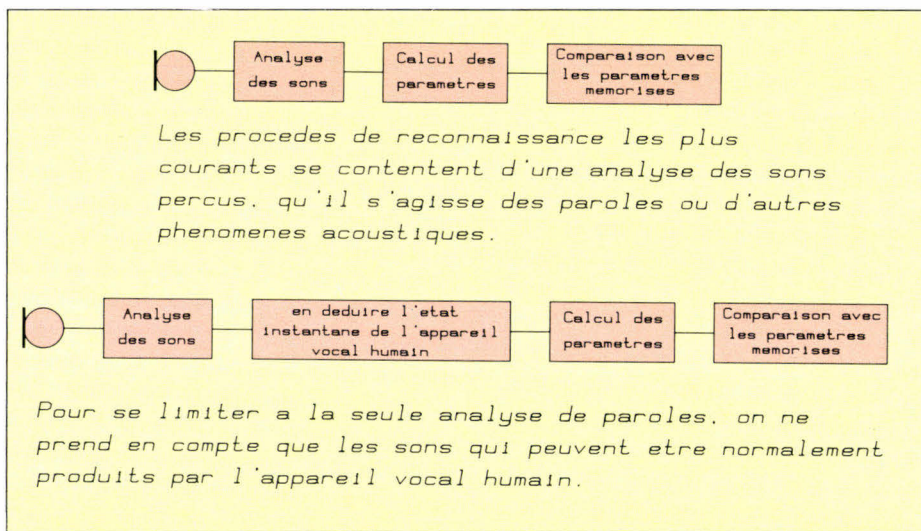 Analyse
des sons
Calcul des
parametres
Comparaison avec
les parametres
memorises
Les procedes de reconnaissance les plus
courants se contentent d'une analyse des sons
percus, qu'il s'agisse des paroles ou d'autres
phenomenes acoustiques.
Analyse
des sons
en deduire l'etat
instantane de l'appareil
vocal humain
Calcul des
parametres
Comparaison avec
les parametres
memorises
Pour se limiter a la seule analyse de paroles, on ne
prend en compte que les sons qui peuvent etre normalement
produits par l'appareil vocal humain.